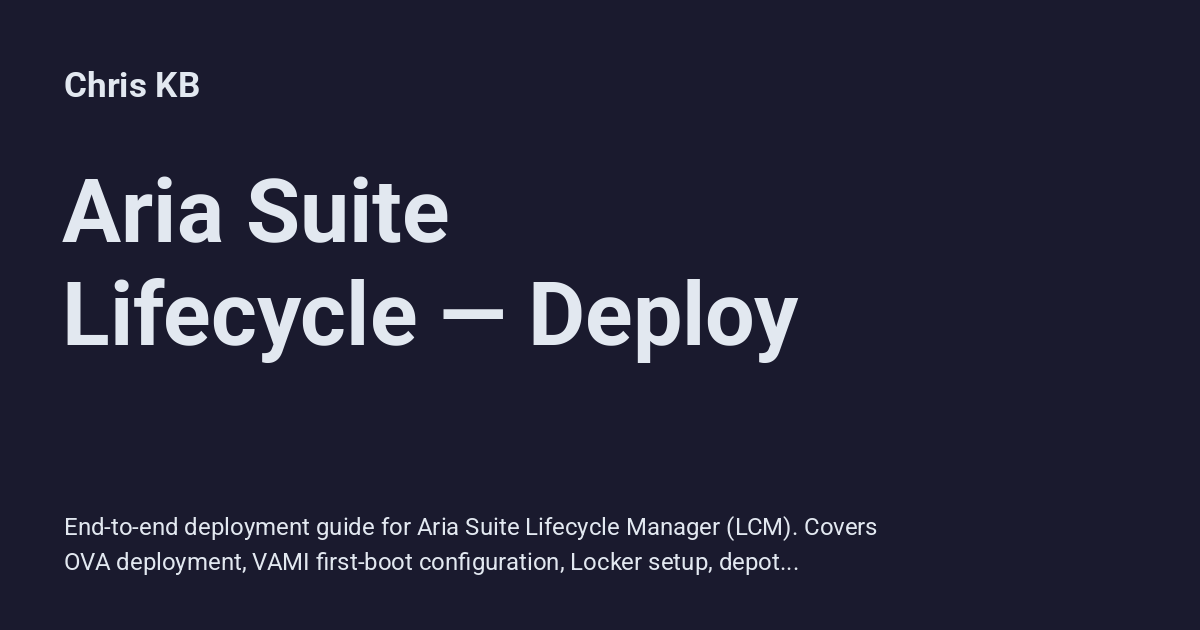 Chris KB
Aria Suite
Lifecycle — Deploy
End-to-end deployment guide for Aria Suite Lifecycle Manager (LCM). Covers
OVA deployment, VAMI first-boot configuration, Locker setup, depot...